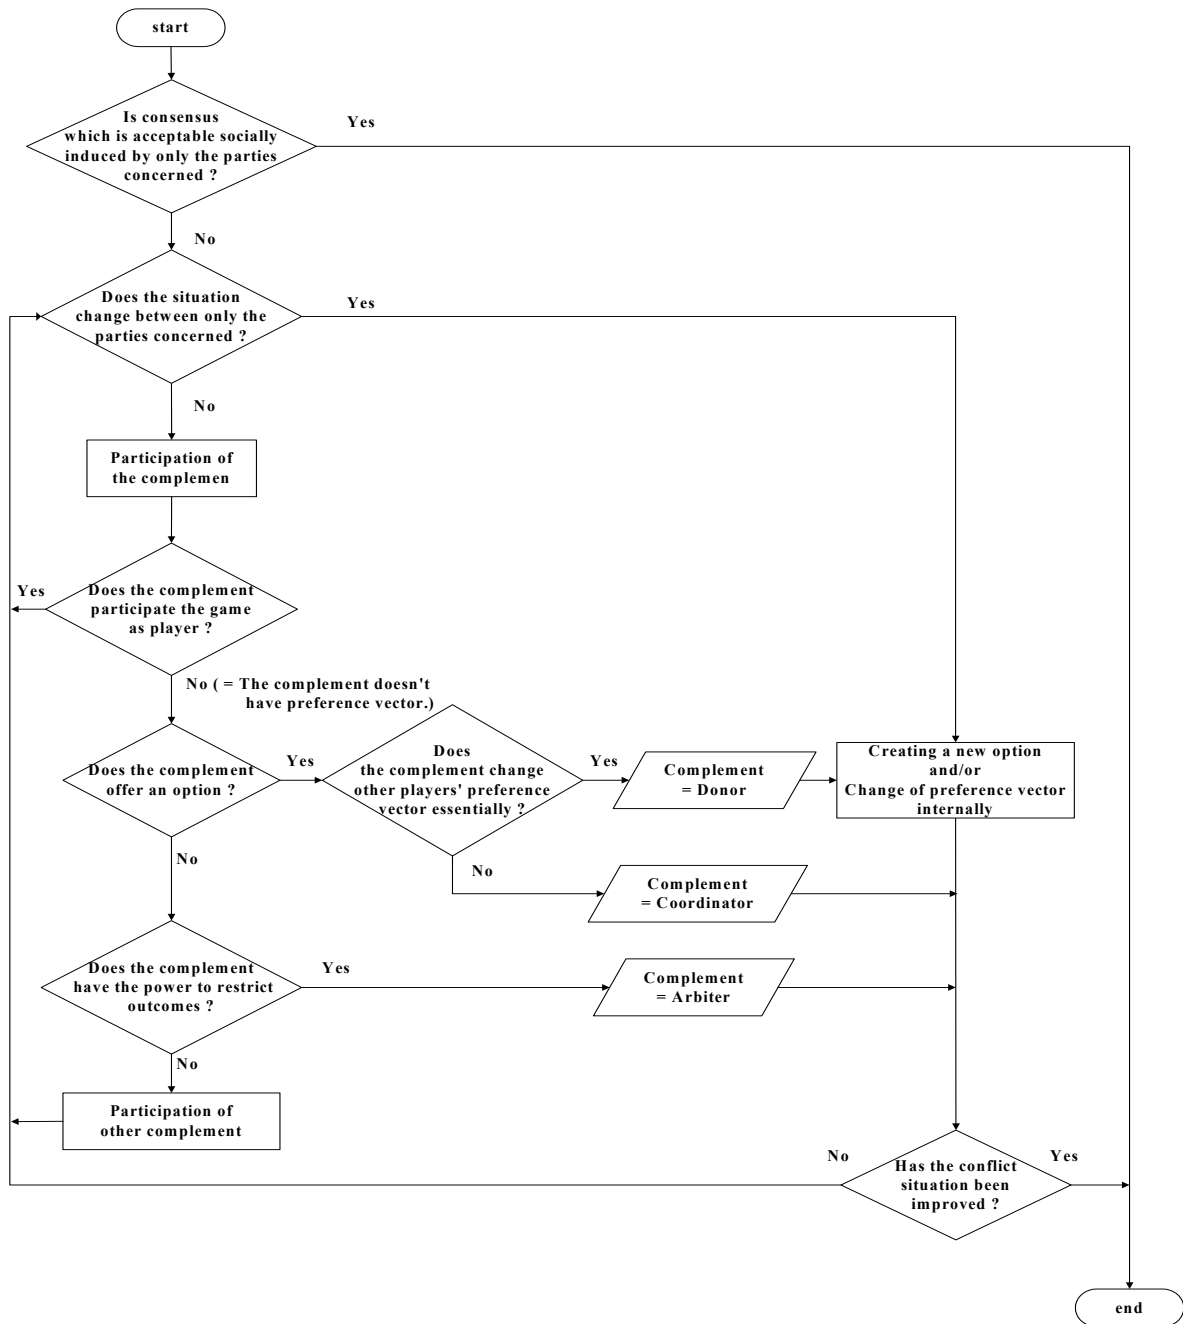 start
Is consensus
which is acceptable socially
induced by only the parties
concerned ?
Yes
No
Does the situation
change between only the
parties concerned ?
Yes
No
Participation of
the complemen
Does the complement
participate the game
as player ?
Yes
No ( = The complement doesn't
have preference vector.)
Does the complement
offer an option ?
Yes
Does
the complement change
other players' preference
vector essentially ?
Yes
Complement
= Donor
Creating a new option
and/or
Change of preference vector
internally
No
No
Complement
= Coordinator
Does the complement
have the power to restrict
outcomes ?
Yes
Complement
= Arbiter
No
Participation of
other complement
No
Has the conflict
situation been
improved ?
Yes
end